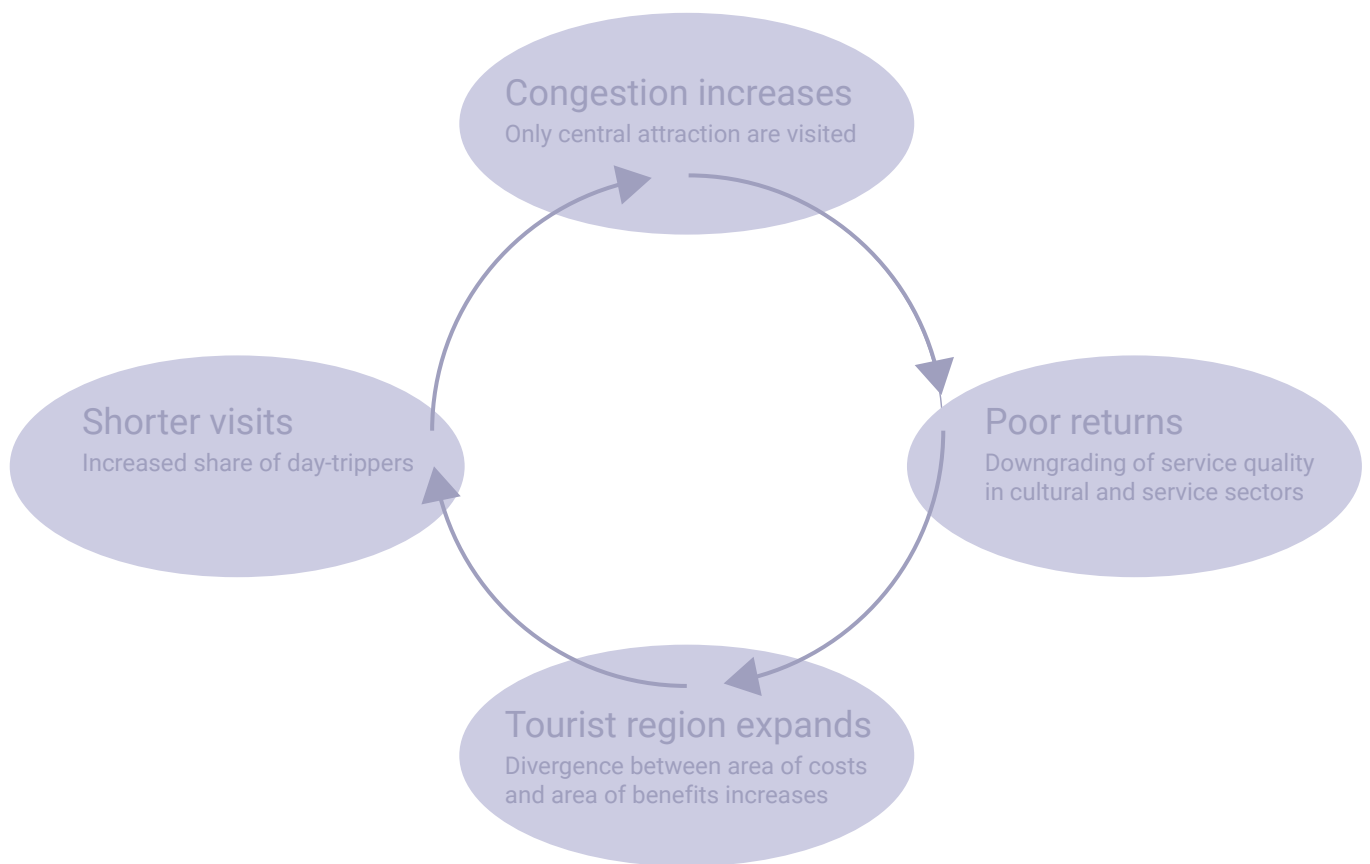 Congestion increases
Only central attraction are visited
Shorter visits
Increased share of day-trippers
Poor returns
Downgrading of service quality
in cultural and service sectors
Tourist region expands
Divergence between area of costs
and area of benefits increases